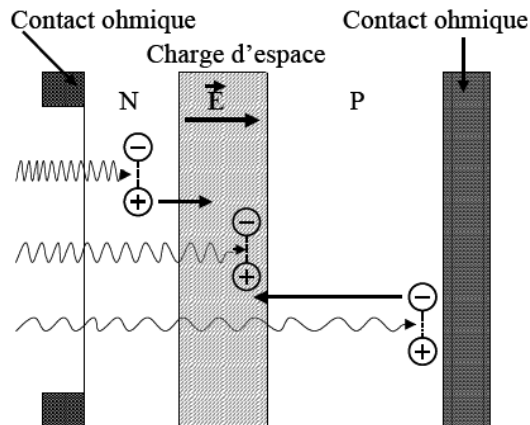 Contact ohmique Contact ohmique
Charge d'espace
N E P
− 
+
−
+
−
+